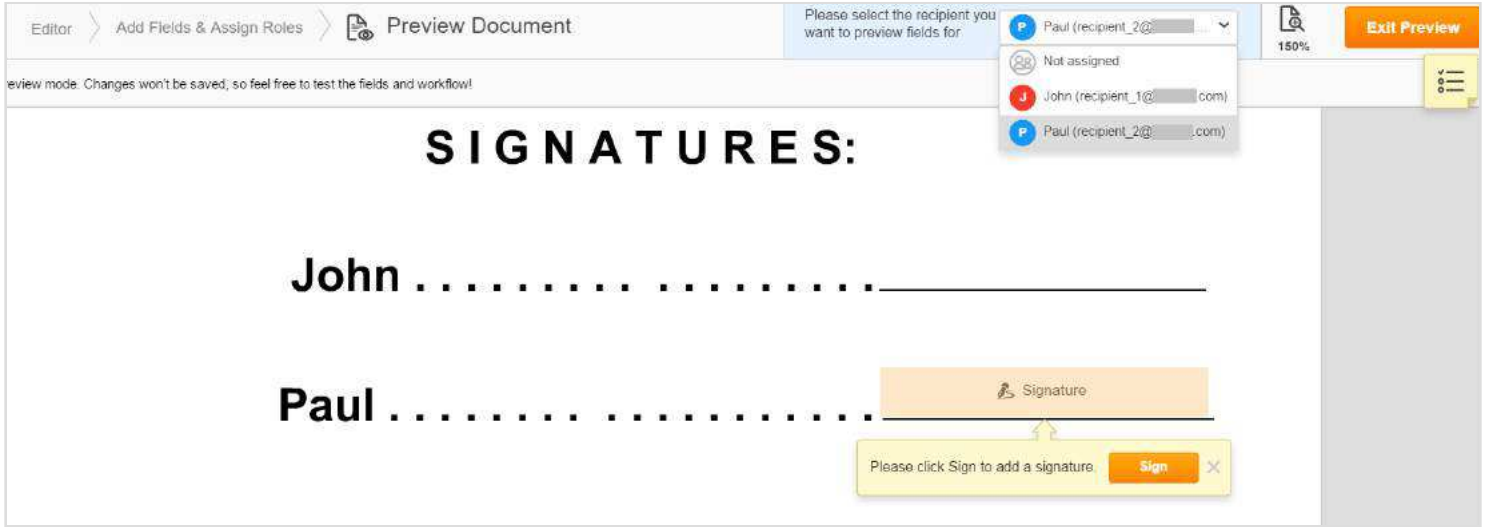 Editor Add Fields & Assign Roles Preview Document
Please select the recipient you
want to preview fields for
P Paul (recipient_2@ ...
150%
Exit Preview
Not assigned
J John (recipient_1@ com)
P Paul (recipient_2@ .com)
eview mode. Changes won't be saved, so feel free to test the fields and workflow!
SIGNATURES:
John . . . . . . . . . . . . . . . . . .
Paul . . . . . . . . . . . . . . . . . . .
Signature
Please click Sign to add a signature.
Sign